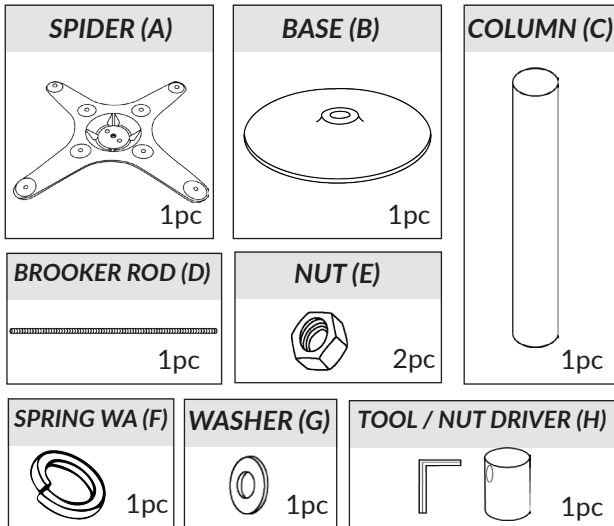 SPIDER (A)
1pc
BASE (B)
1pc
COLUMN (C)
1pc
BROOKER ROD (D)
1pc
NUT (E)
2pc
SPRING WA (F)
1pc
WASHER (G)
1pc
TOOL / NUT DRIVER (H)
1pc